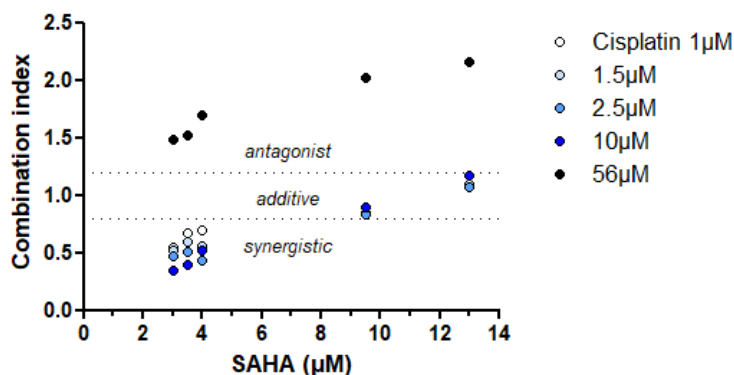 Combination index
2.5
2.0
1.5
1.0
0.5
0.0
antagonist
additive
synergistic
0 2 4 6 8 10 12 14
SAHA (μM)
Cisplatin 1μM
1.5μM
2.5μM
10μM
56μM